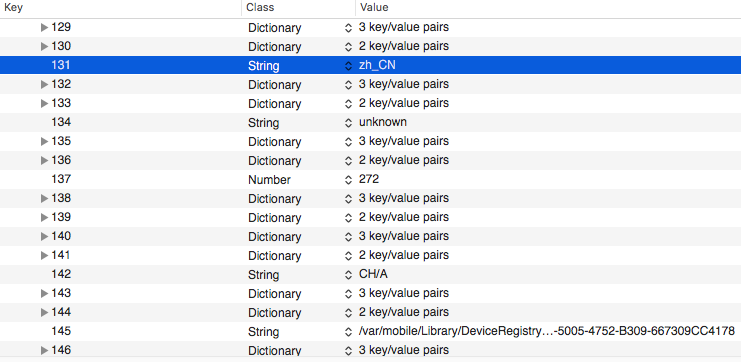 Key Class Value
129 Dictionary 3 key/value pairs
130 Dictionary 2 key/value pairs
131 String zh_CN
132 Dictionary 3 key/value pairs
133 Dictionary 2 key/value pairs
134 String unknown
135 Dictionary 3 key/value pairs
136 Dictionary 2 key/value pairs
137 Number 272
138 Dictionary 3 key/value pairs
139 Dictionary 2 key/value pairs
140 Dictionary 3 key/value pairs
141 Dictionary 2 key/value pairs
142 String CH/A
143 Dictionary 3 key/value pairs
144 Dictionary 2 key/value pairs
145 String /var/mobile/Library/DeviceRegistry…-5005-4752-B309-667309CC4178
146 Dictionary 3 key/value pairs